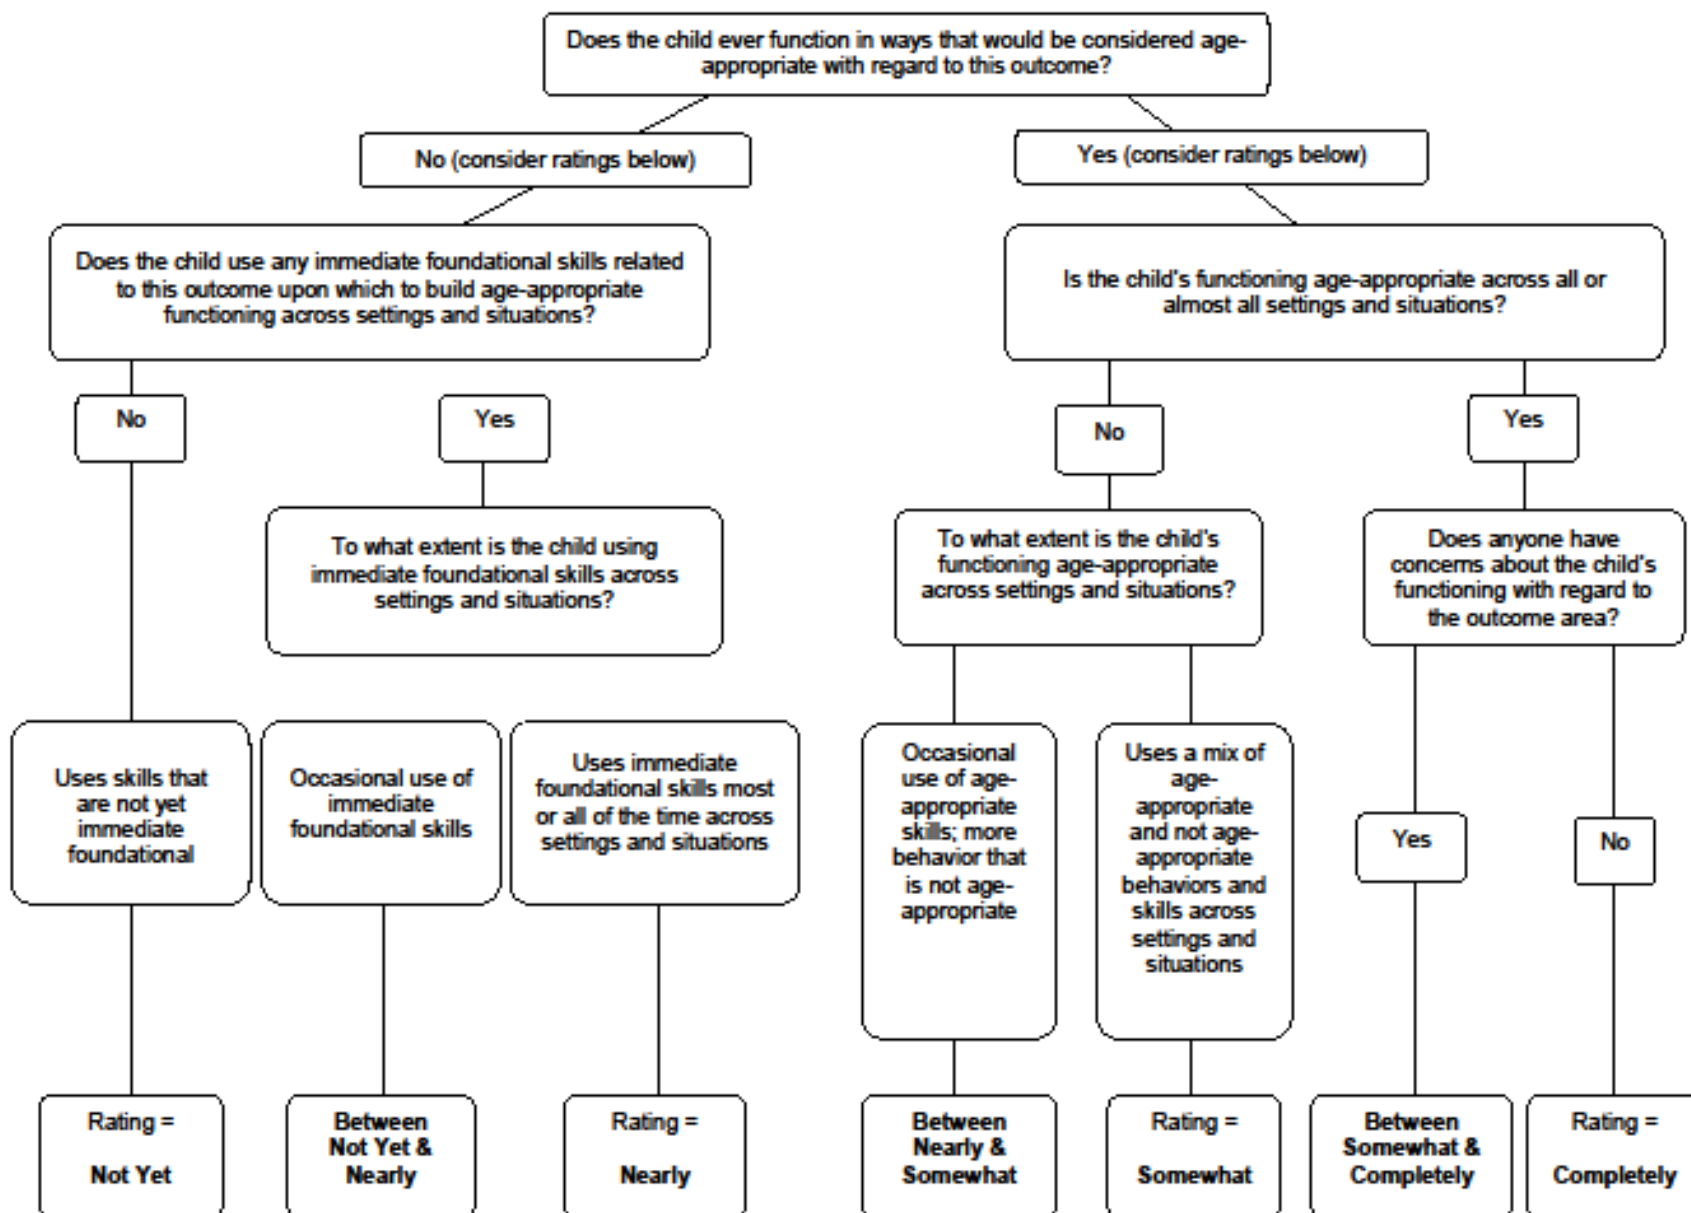 Does the child ever function in ways that would be considered age-
appropriate with regard to this outcome?
No (consider ratings below)
Yes (consider ratings below)
Does the child use any immediate foundational skills related
to this outcome upon which to build age-appropriate
functioning across settings and situations?
Is the child's functioning age-appropriate across all or
almost all settings and situations?
No
Yes
No
Yes
To what extent is the child using
immediate foundational skills across
settings and situations?
To what extent is the child's
functioning age-appropriate
across settings and situations?
Does anyone have
concerns about the child's
functioning with regard to
the outcome area?
Uses skills that
are not yet
immediate
foundational
Occasional use of
immediate
foundational skills
Uses immediate
foundational skills most
or all of the time across
settings and situations
Occasional
use of age-
appropriate
skills; more
behavior that
is not age-
appropriate
Uses a mix of
age-
appropriate
and not age-
appropriate
behaviors and
skills across
settings and
situations
Yes
No
Rating =
Not Yet
Between
Not Yet &
Nearly
Rating =
Nearly
Between
Nearly &
Somewhat
Rating =
Somewhat
Between
Somewhat &
Completely
Rating =
Completely